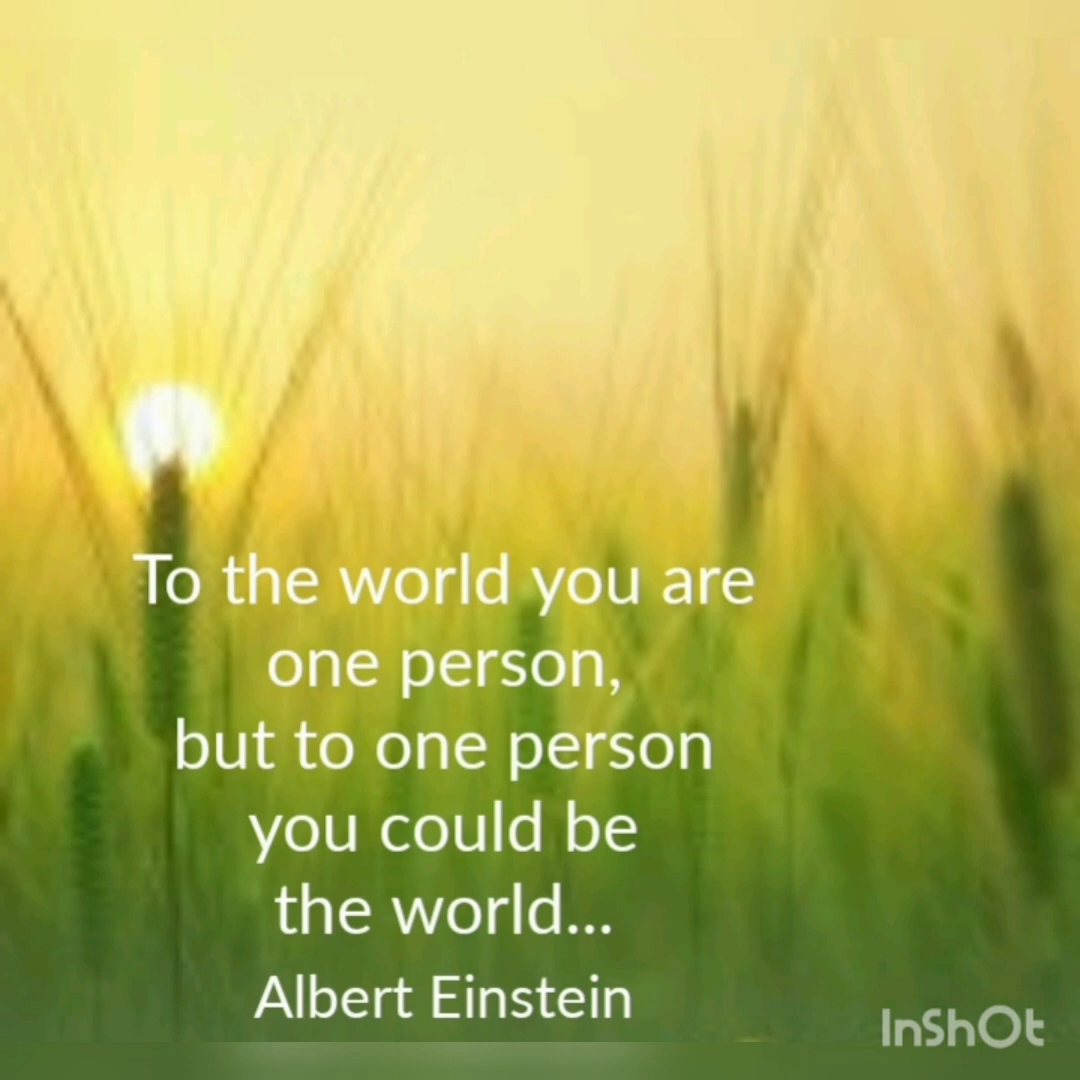 To the world you are
one person,
but to one person
you could be
the world...
Albert Einstein
InShOt